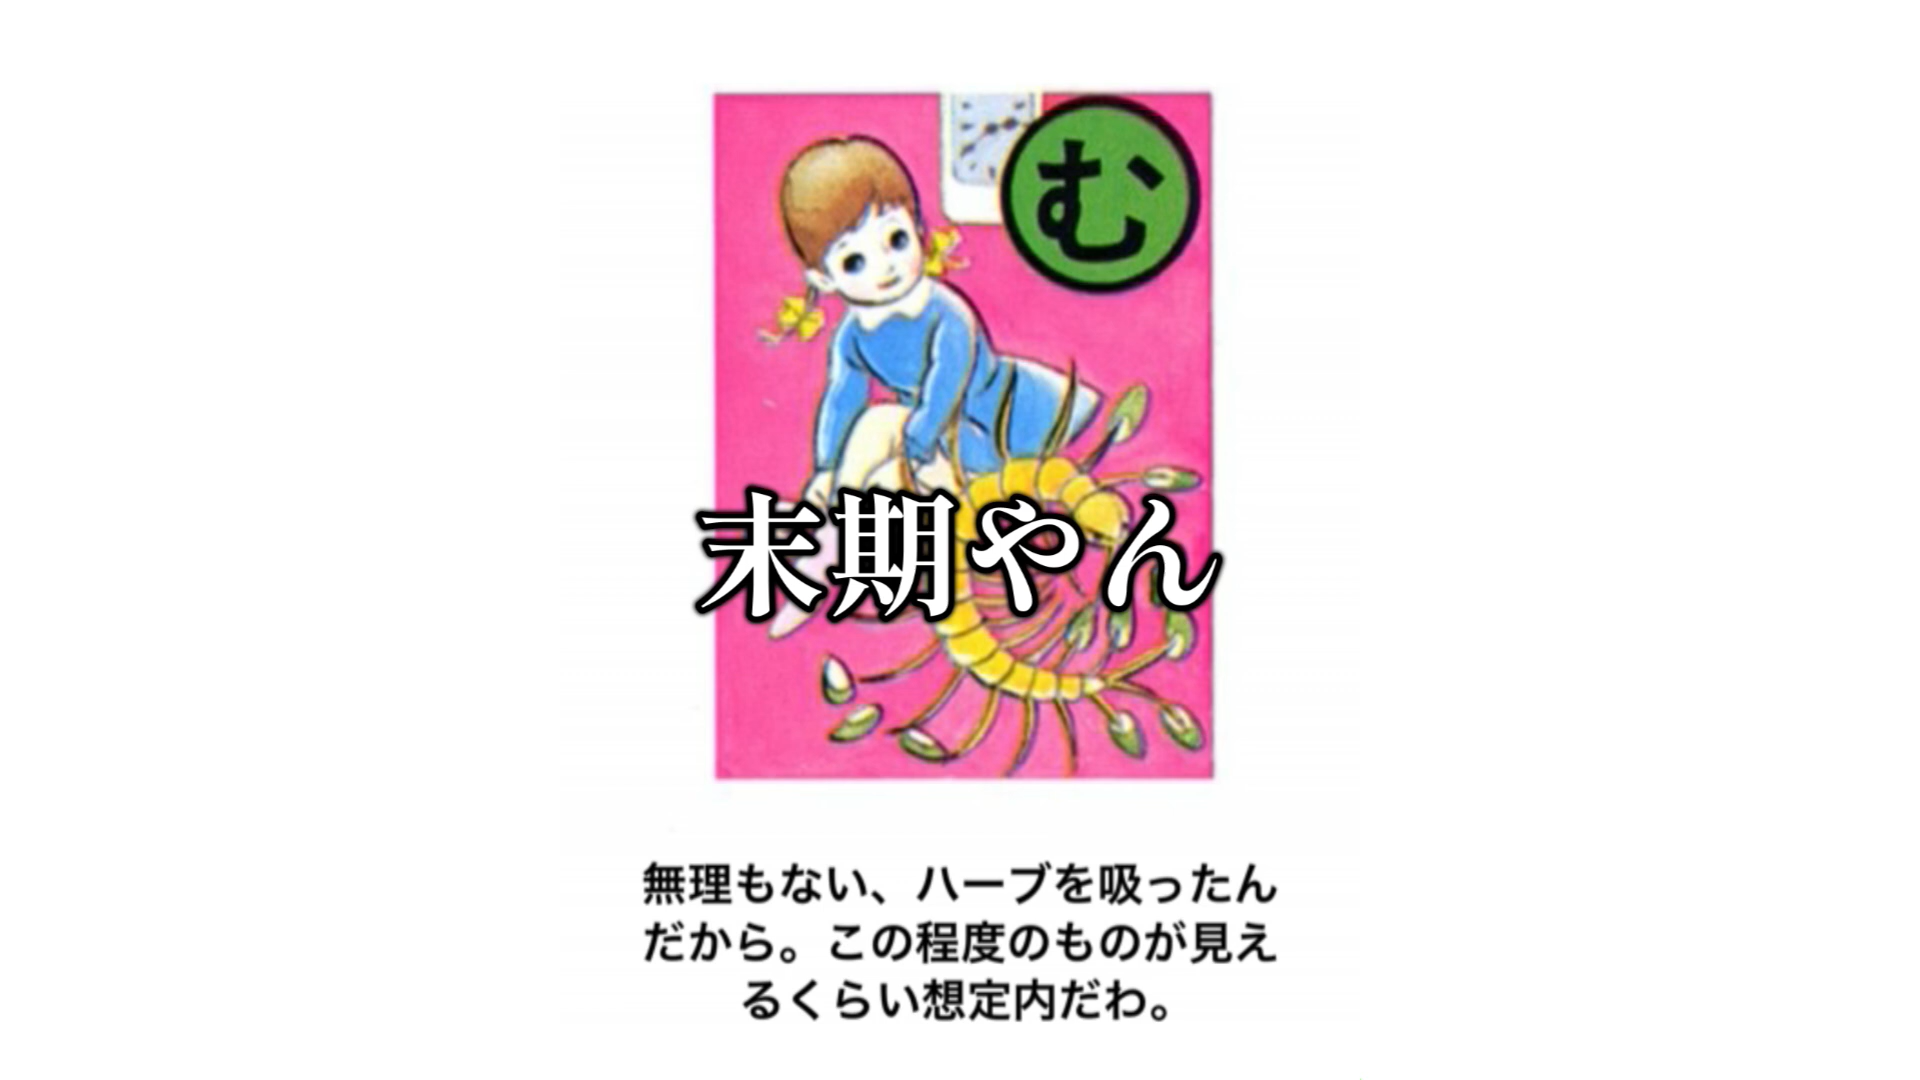 む
末期やん
無理もない、ハーブを吸ったん
だから。この程度のものが見え
るくらい想定内だわ。